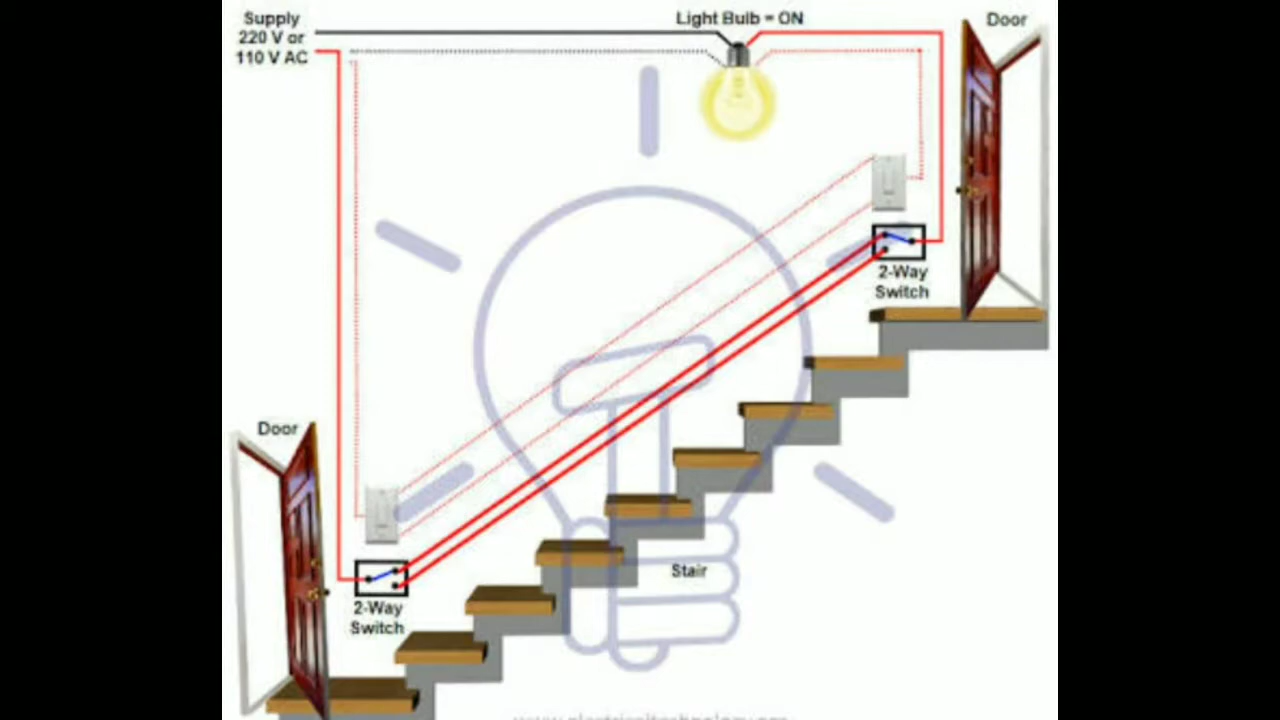 Supply
220 V or
110 V AC
Light Bulb = ON
Door
2-Way
Switch
Door
Stair
2-Way
Switch